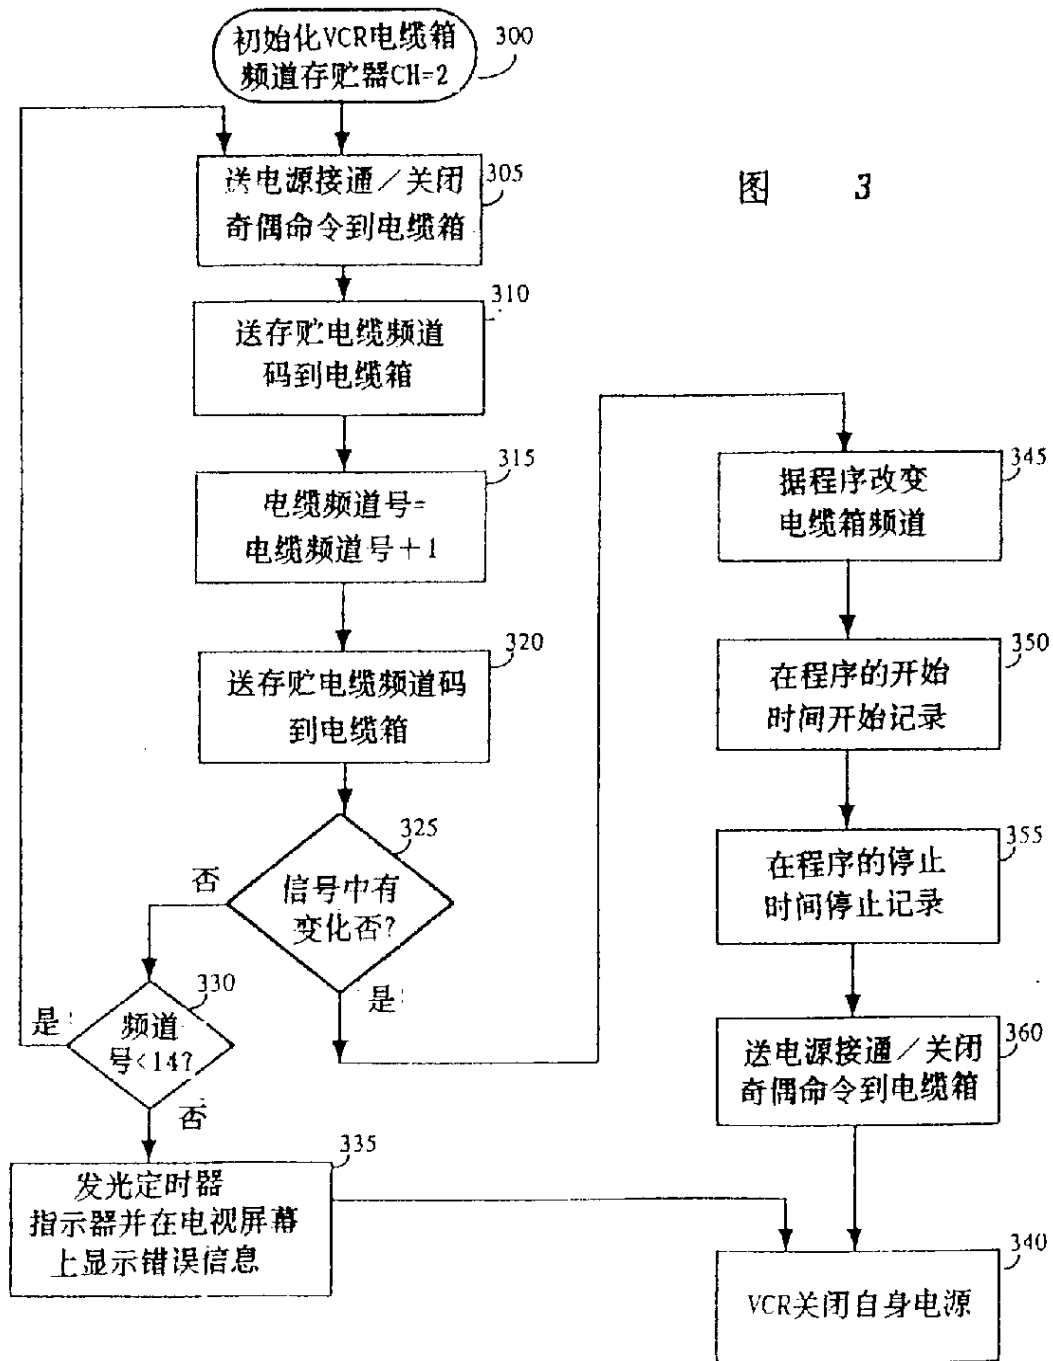 初始化VCR电缆箱
频道存贮器CH=2
300
送电源接通／关闭
奇偶命令到电缆箱
305
图 3
310
送存贮电缆频道
码到电缆箱
315
电缆频道号=
电缆频道号+1
320
送存贮电缆频道码
到电缆箱
325
信号中有
变化否?
否
是
330
频道
号<14?
是
否
335
发光定时器
指示器并在电视屏幕
上显示错误信息
345
据程序改变
电缆箱频道
350
在程序的开始
时间开始记录
355
在程序的停止
时间停止记录
360
送电源接通／关闭
奇偶命令到电缆箱
340
VCR关闭自身电源